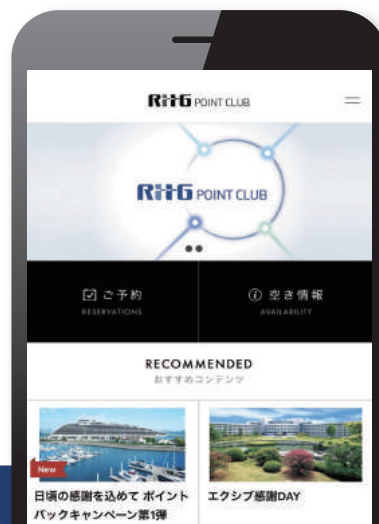 RTTG POINT CLUB
RTTG POINT CLUB
ご予約
RESERVATIONS
空き情報
AVAILABILITY
RECOMMENDED
おすすめコンテンツ
New
日頃の感謝を込めて ポイント
バックキャンペーン第1弾
エクシブ感謝DAY